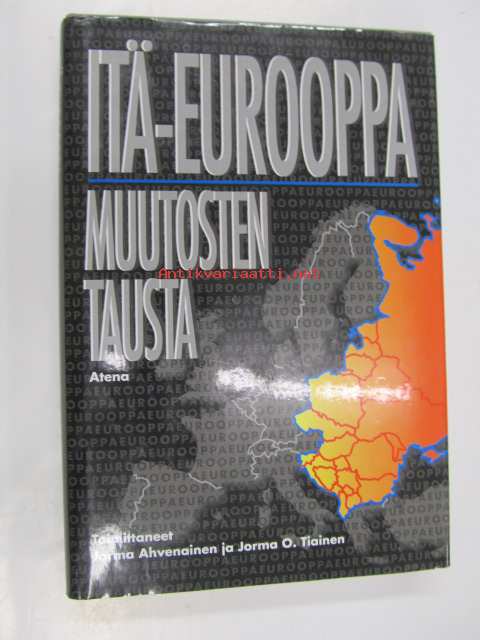 ITÄ-EUROOPPA
MUUTOSTEN
TAUSTA
Antikvariaatti.net
Atena
Toimittaneet
Jorma Ahvenainen ja Jorma O. Tiainen